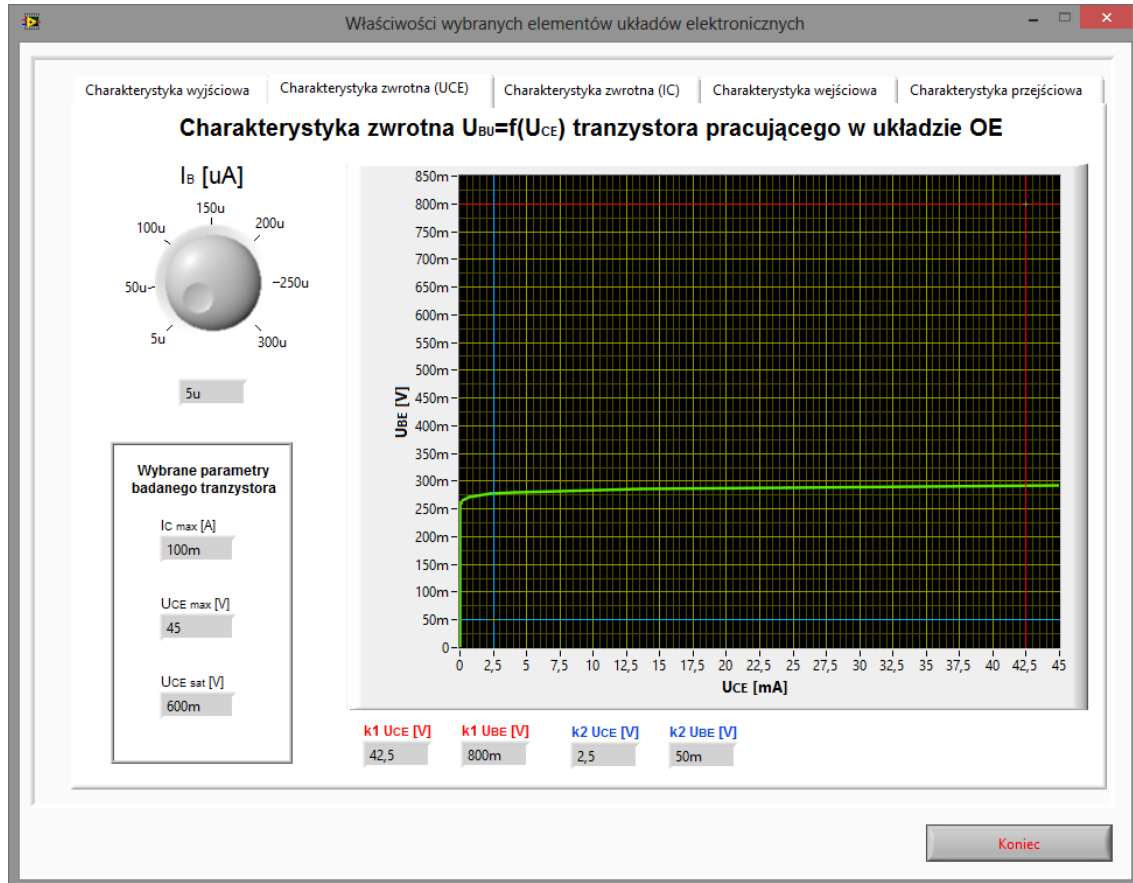 Właściwości wybranych elementów układów elektronicznych
Charakterystyka wyjściowa
Charakterystyka zwrotna (UCE)
Charakterystyka zwrotna (IC)
Charakterystyka wejściowa
Charakterystyka przejściowa
Charakterystyka zwrotna UBU=f(UCE) tranzystora pracującego w układzie OE
IB [uA]
150u
100u
200u
50u
250u
5u
300u
5u
Wybrane parametry
badanego tranzystora
IC max [A]
100m
UCE max [V]
45
UCE sat [V]
600m
UBE [V]
850m
800m
750m
700m
650m
600m
550m
500m
450m
400m
350m
300m
250m
200m
150m
100m
50m
0
0 2,5 5 7,5 10 12,5 15 17,5 20 22,5 25 27,5 30 32,5 35 37,5 40 42,5 45
UCE [mA]
k1 UCE [V] k1 UBE [V] k2 UCE [V] k2 UBE [V]
42,5 800m 2,5 50m
Koniec